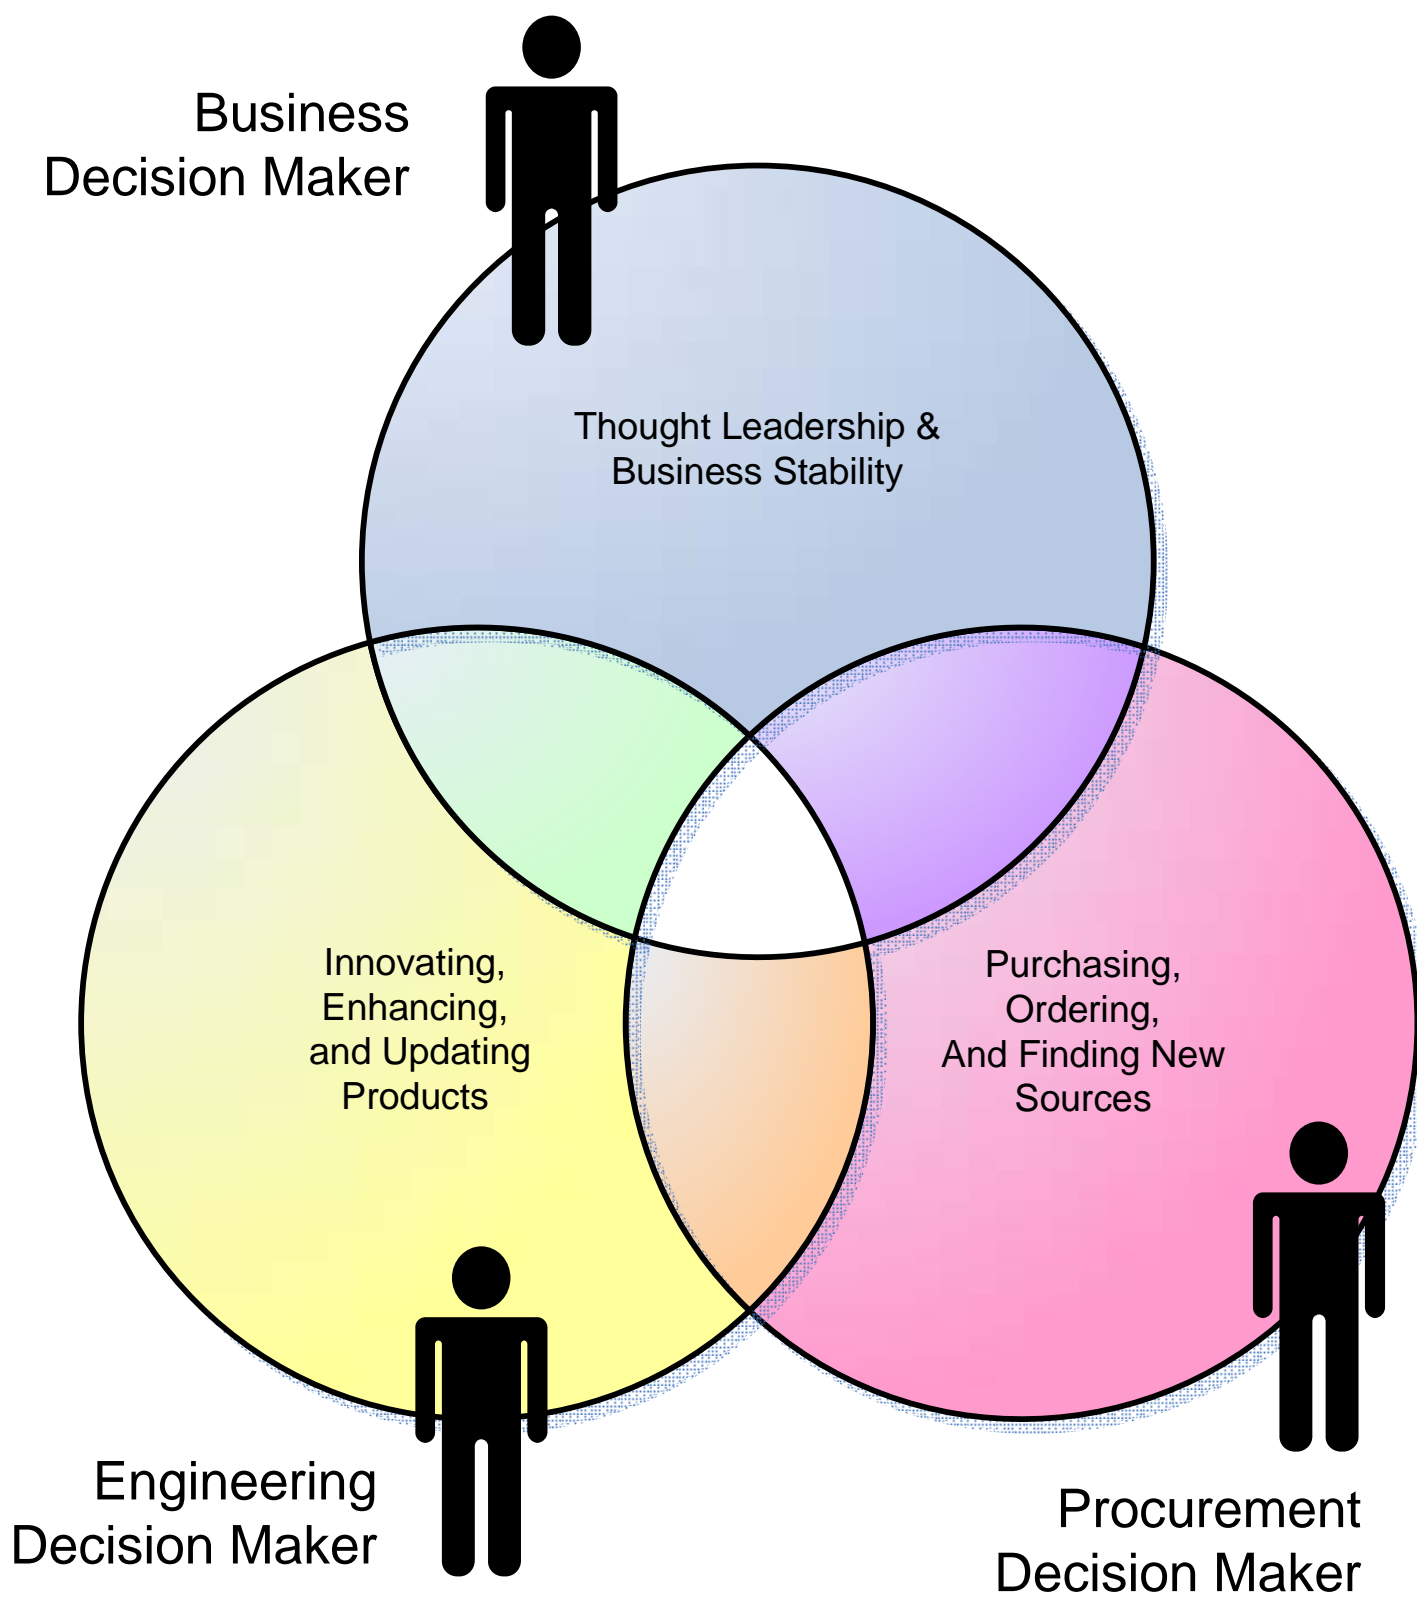 Business
Decision Maker
Thought Leadership &
Business Stability
Innovating,
Enhancing,
and Updating
Products
Purchasing,
Ordering,
And Finding New
Sources
Engineering
Decision Maker
Procurement
Decision Maker